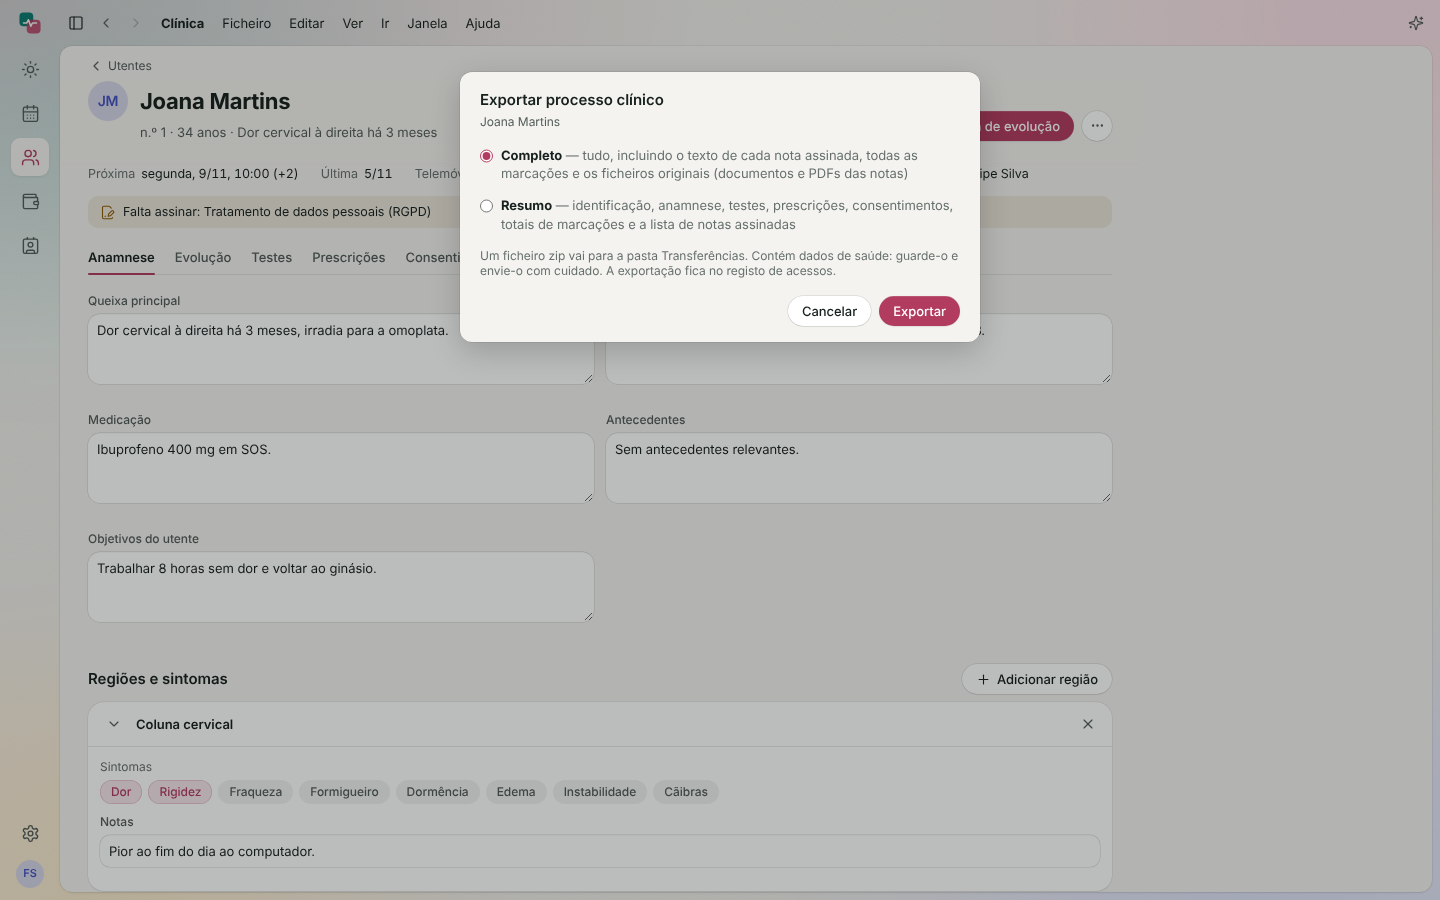 Clínica Ficheiro Editar Ver Ir Janela Ajuda
Utentes
JM
Joana Martins
n.º 1 · 34 anos · Dor cervical à direita há 3 meses
de evolução
Próxima segunda, 9/11, 10:00 (+2) Última 5/11
Silva
Falta assinar: Tratamento de dados pessoais (RGPD)
Anamnese Evolução Testes Prescrições
Exportar processo clínico
Joana Martins
Completo — tudo, incluindo o texto de cada nota assinada, todas as
marcações e os ficheiros originais (documentos e PDFs das notas)
Resumo — identificação, anamnese, testes, prescrições, consentimentos,
totais de marcações e a lista de notas assinadas
Um ficheiro zip vai para a pasta Transferências. Contém dados de saúde: guarde-o e
envie-o com cuidado. A exportação fica no registo de acessos.
Cancelar Exportar
Queixa principal
Dor cervical à direita há 3 meses, irradia para a omoplata.
Medicação
Ibuprofeno 400 mg em SOS.
Antecedentes
Sem antecedentes relevantes.
Objetivos do utente
Trabalhar 8 horas sem dor e voltar ao ginásio.
Regiões e sintomas
Adicionar região
Coluna cervical
Sintomas
Dor Rigidez Fraqueza Formigueiro Dormência Edema Instabilidade Cãibras
Notas
Pior ao fim do dia ao computador.
FS